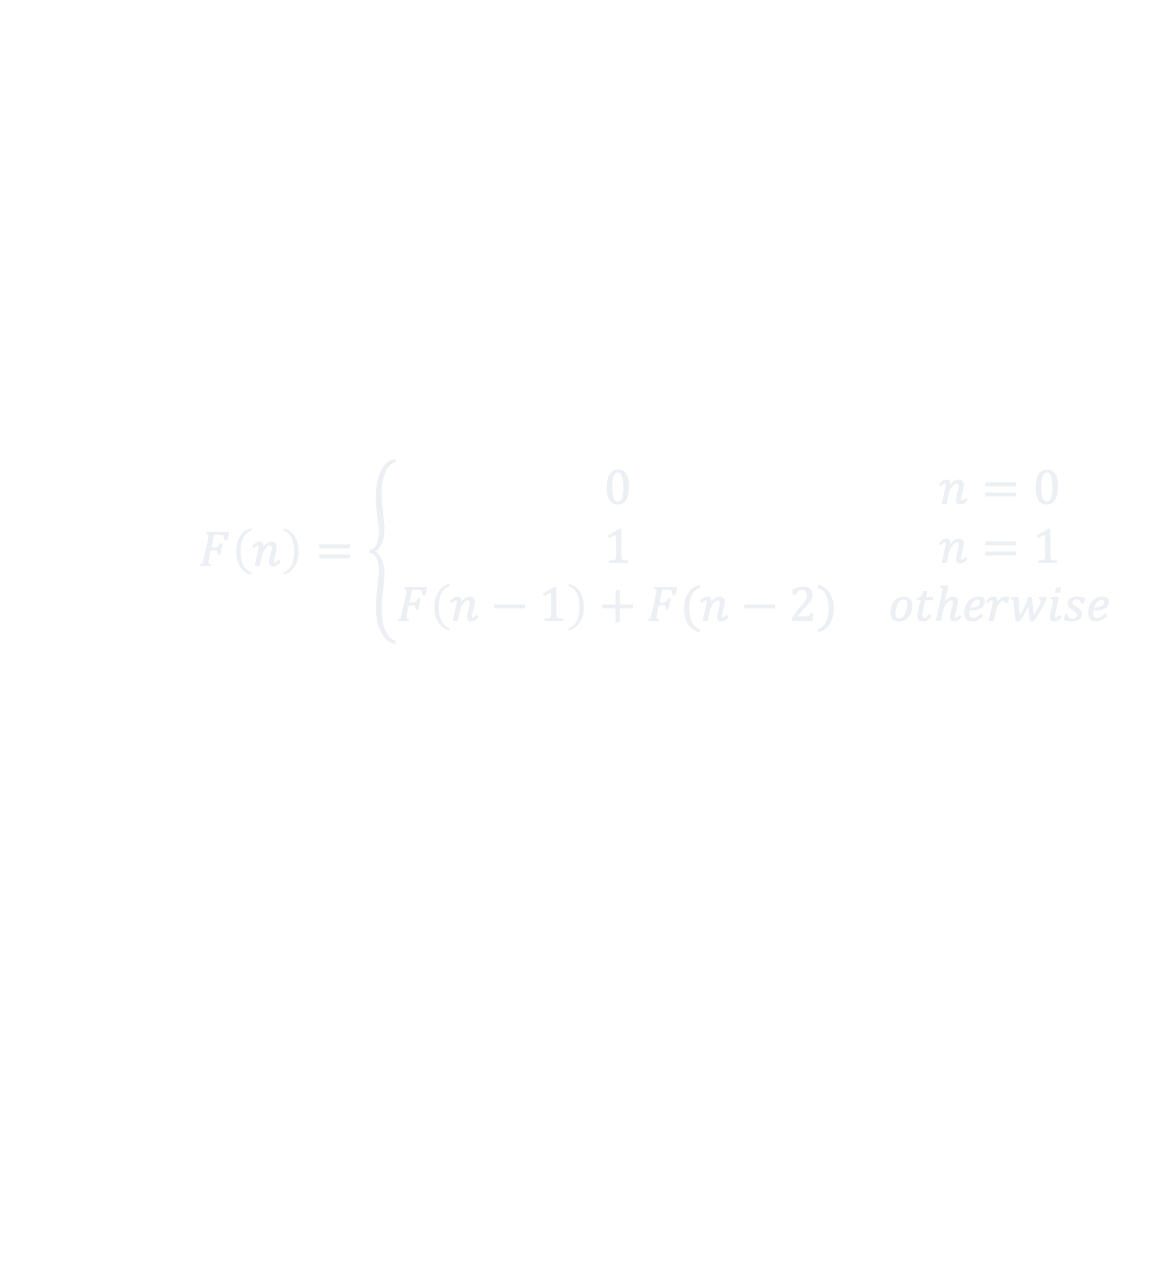 F(n) = { 0 n = 0
1 n = 1
F(n − 1) + F(n − 2) otherwise